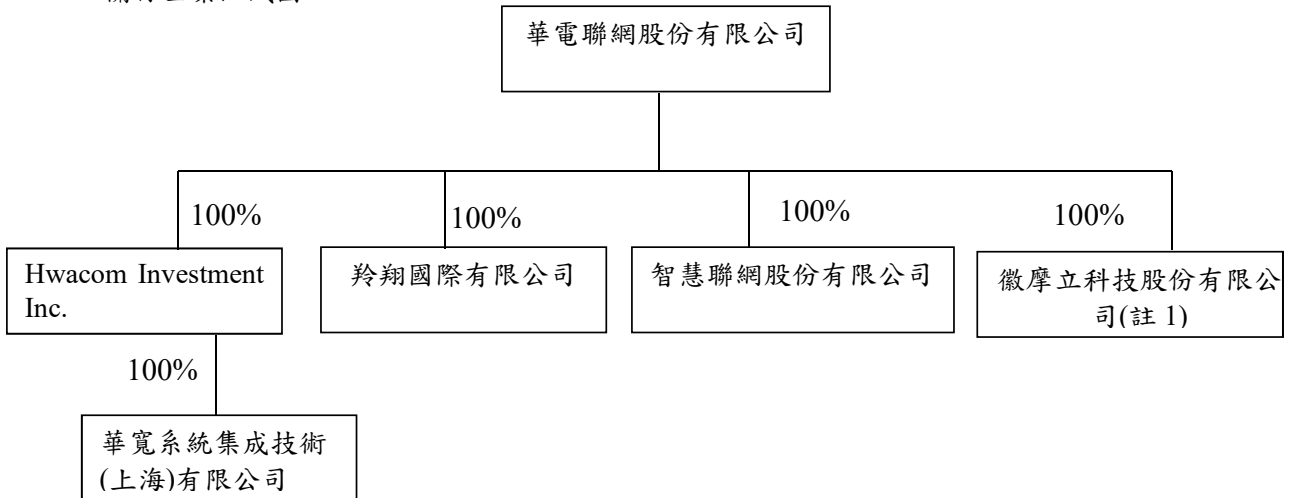 華電聯網股份有限公司
100%
100%
100%
100%
Hwacom Investment
Inc.
羚翔國際有限公司
智慧聯網股份有限公司
徽摩立科技股份有限公
司(註 1)
100%
華寬系統集成技術
(上海)有限公司